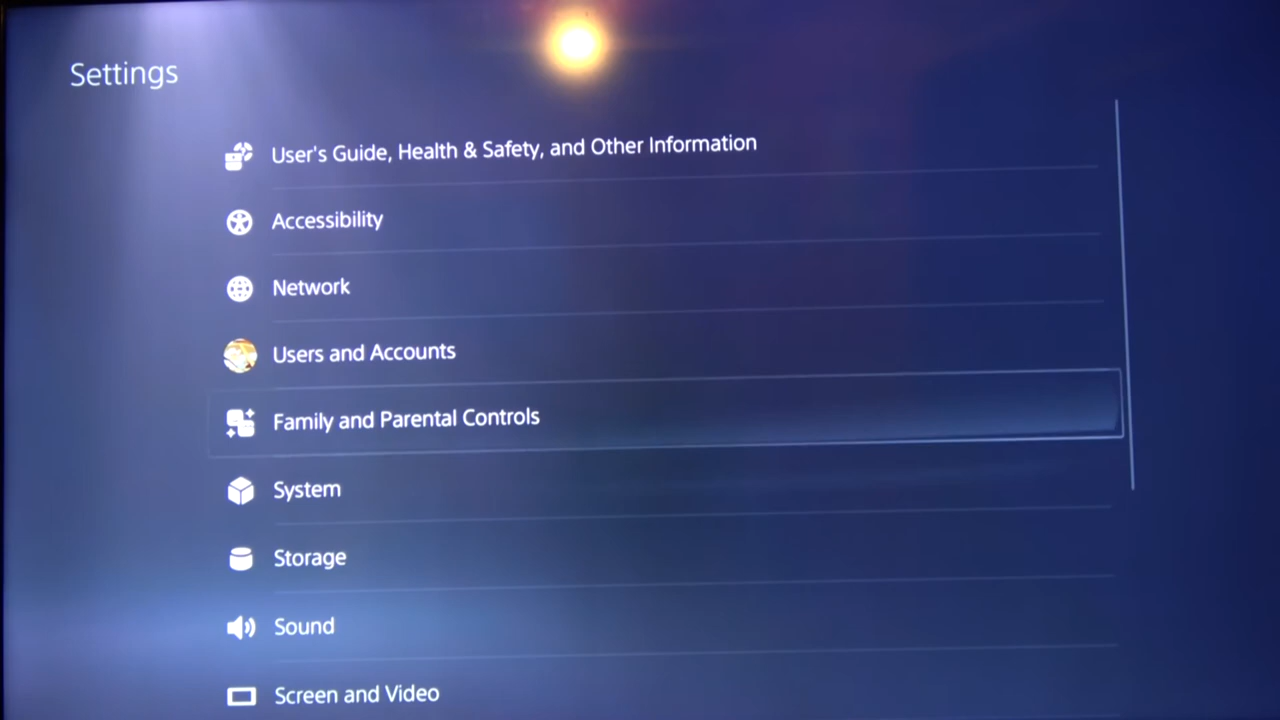 Settings
User's Guide, Health & Safety, and Other Information
Accessibility
Network
Users and Accounts
Family and Parental Controls
System
Storage
Sound
Screen and Video